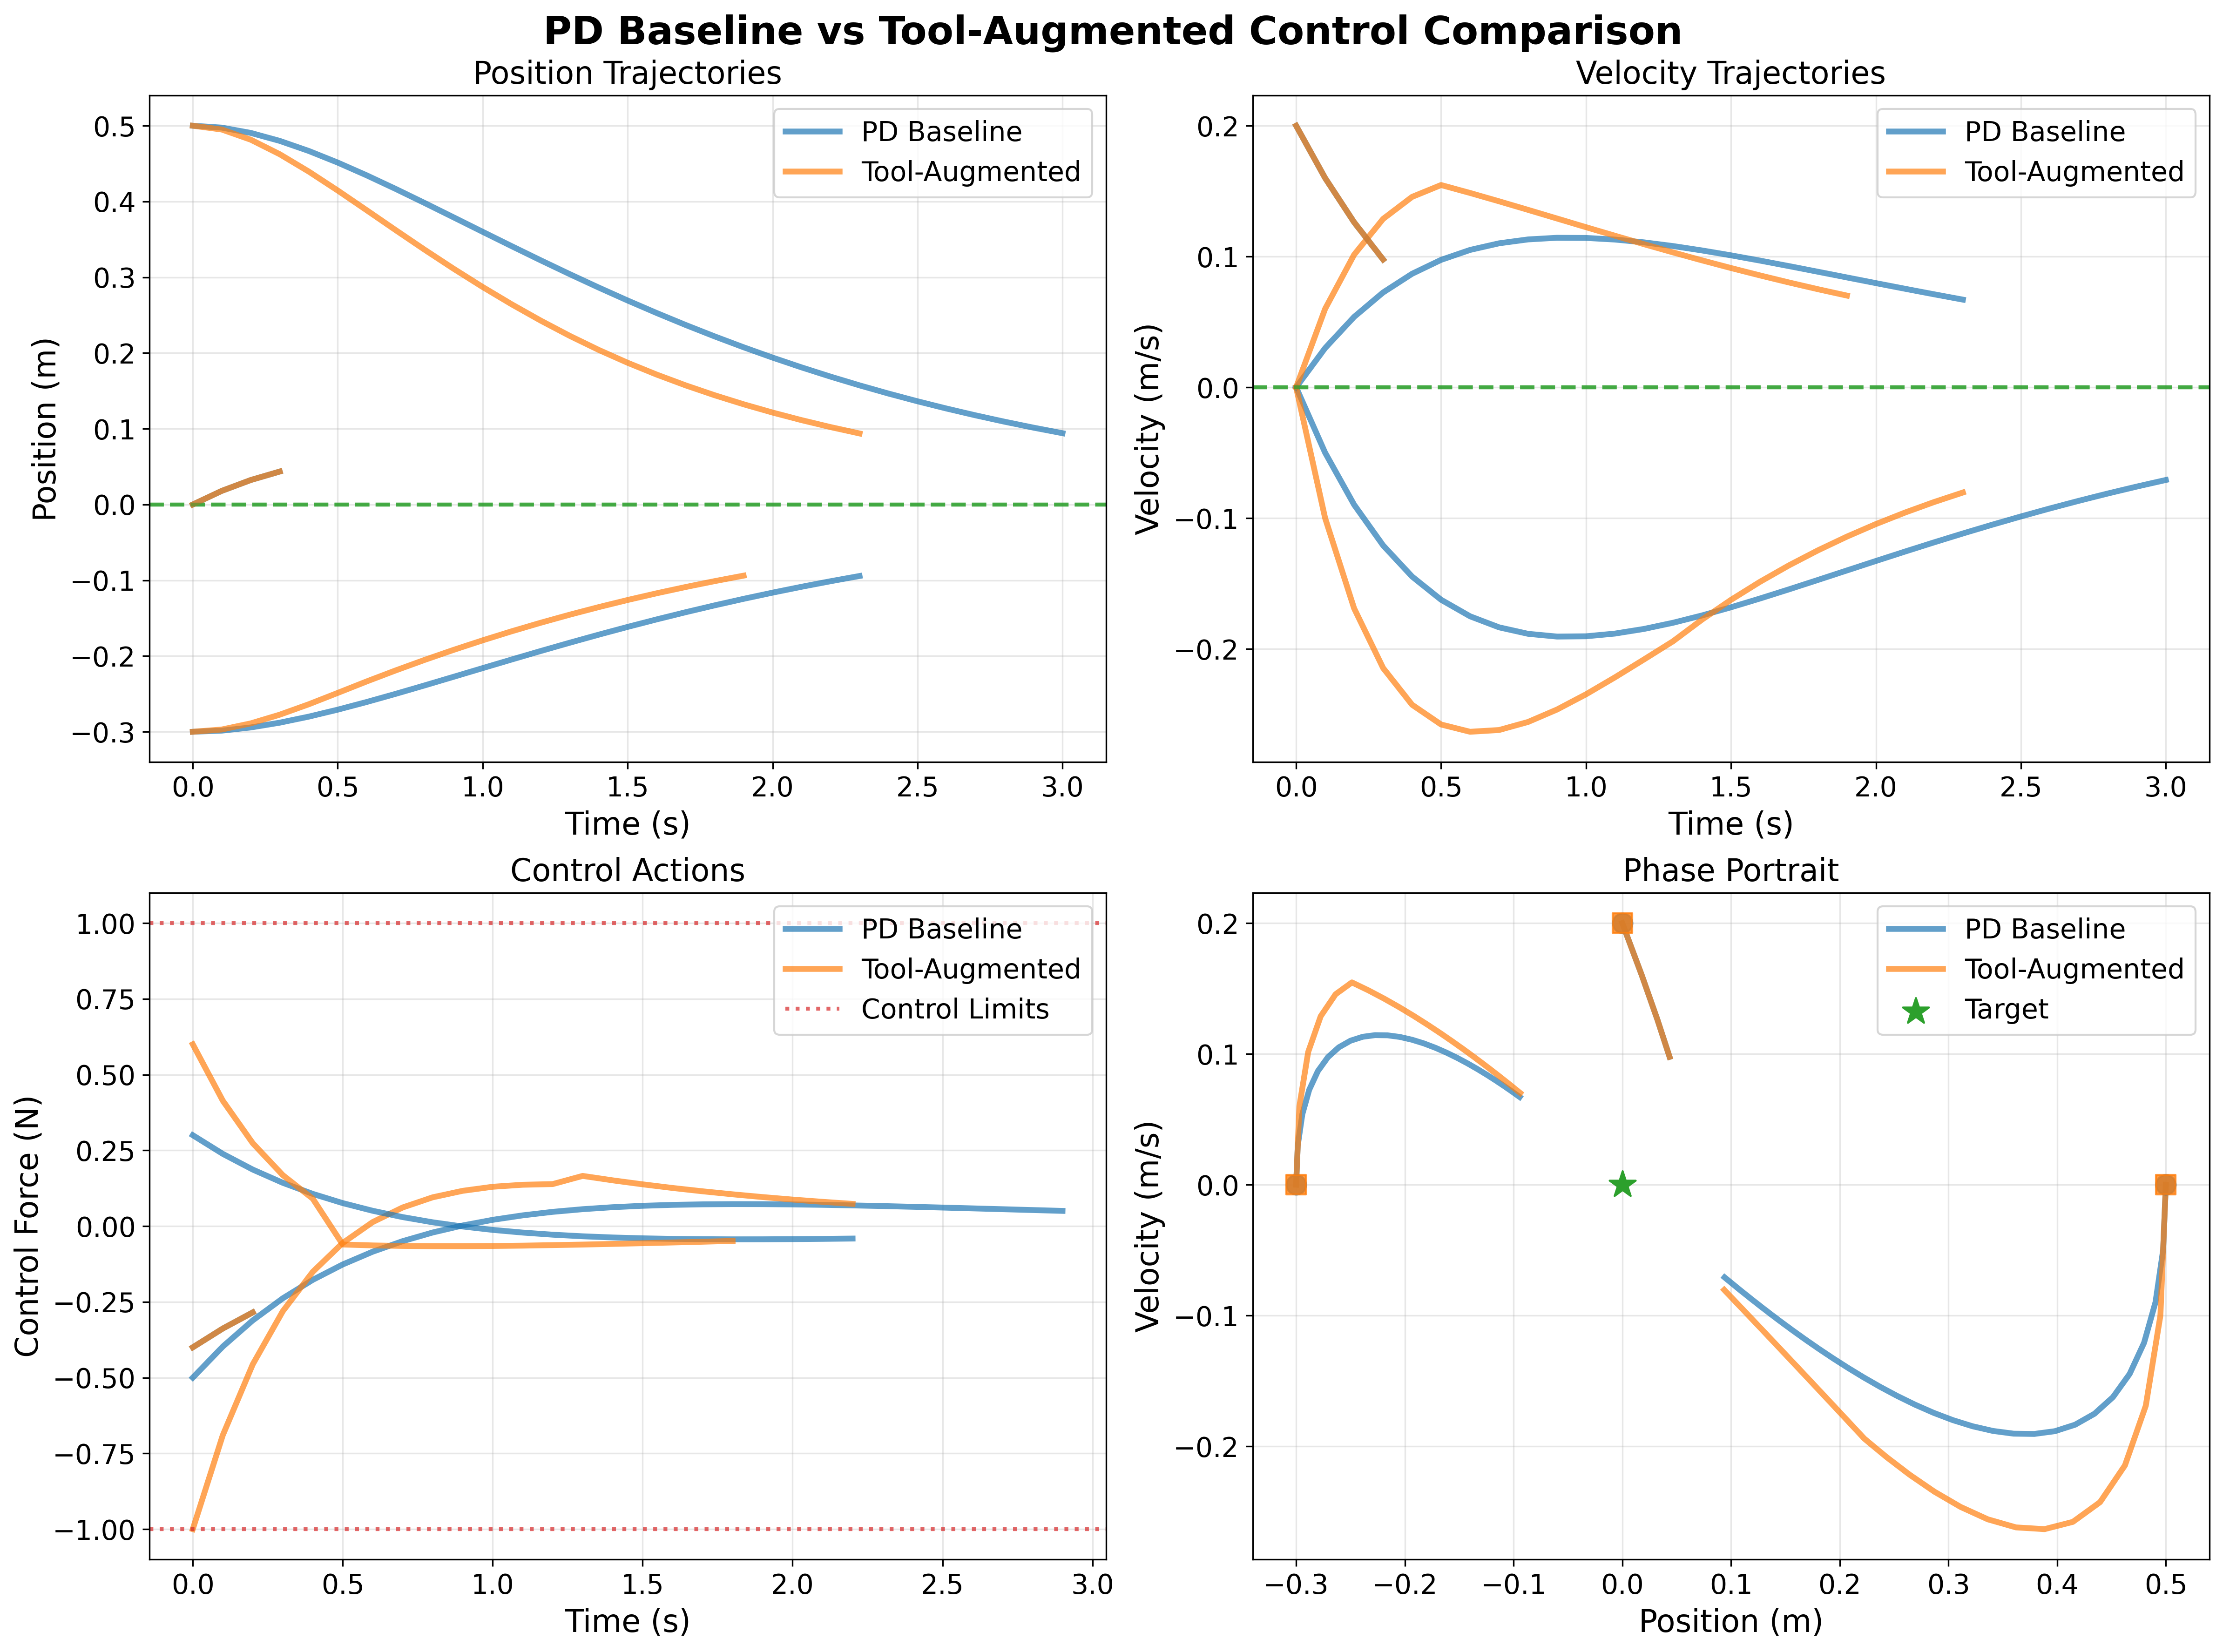 PD Baseline vs Tool-Augmented Control Comparison
Position Trajectories
0.5
0.4
0.3
0.2
0.1
0.0
−0.1
−0.2
−0.3
Position (m)
0.0 0.5 1.0 1.5 2.0 2.5 3.0
Time (s)
PD Baseline
Tool-Augmented
Velocity Trajectories
0.2
0.1
0.0
−0.1
−0.2
Velocity (m/s)
0.0 0.5 1.0 1.5 2.0 2.5 3.0
Time (s)
PD Baseline
Tool-Augmented
Control Actions
1.00
0.75
0.50
0.25
0.00
−0.25
−0.50
−0.75
−1.00
Control Force (N)
0.0 0.5 1.0 1.5 2.0 2.5 3.0
Time (s)
PD Baseline
Tool-Augmented
Control Limits
Phase Portrait
0.2
0.1
0.0
−0.1
−0.2
Velocity (m/s)
−0.3 −0.2 −0.1 0.0 0.1 0.2 0.3 0.4 0.5
Position (m)
PD Baseline
Tool-Augmented
Target